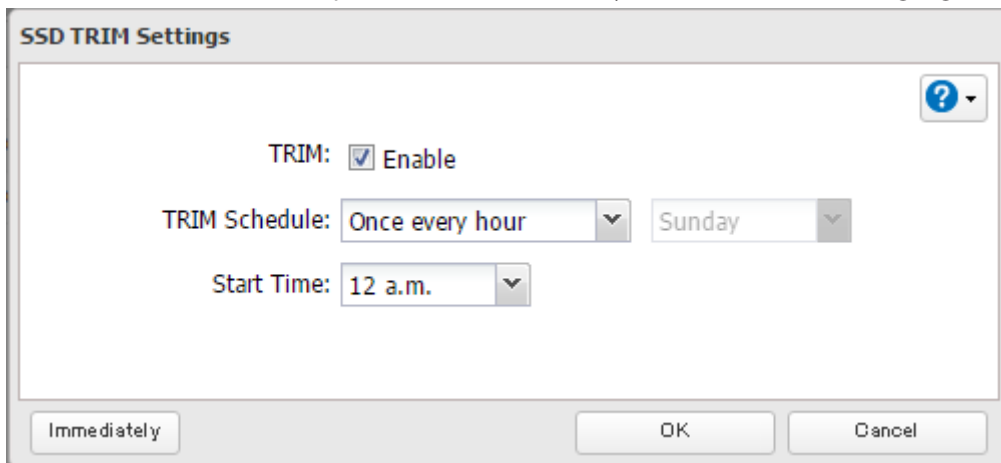 SSD TRIM Settings
?
TRIM: Enable
TRIM Schedule: Once every hour Sunday
Start Time: 12 a.m.
Immediately OK Cancel